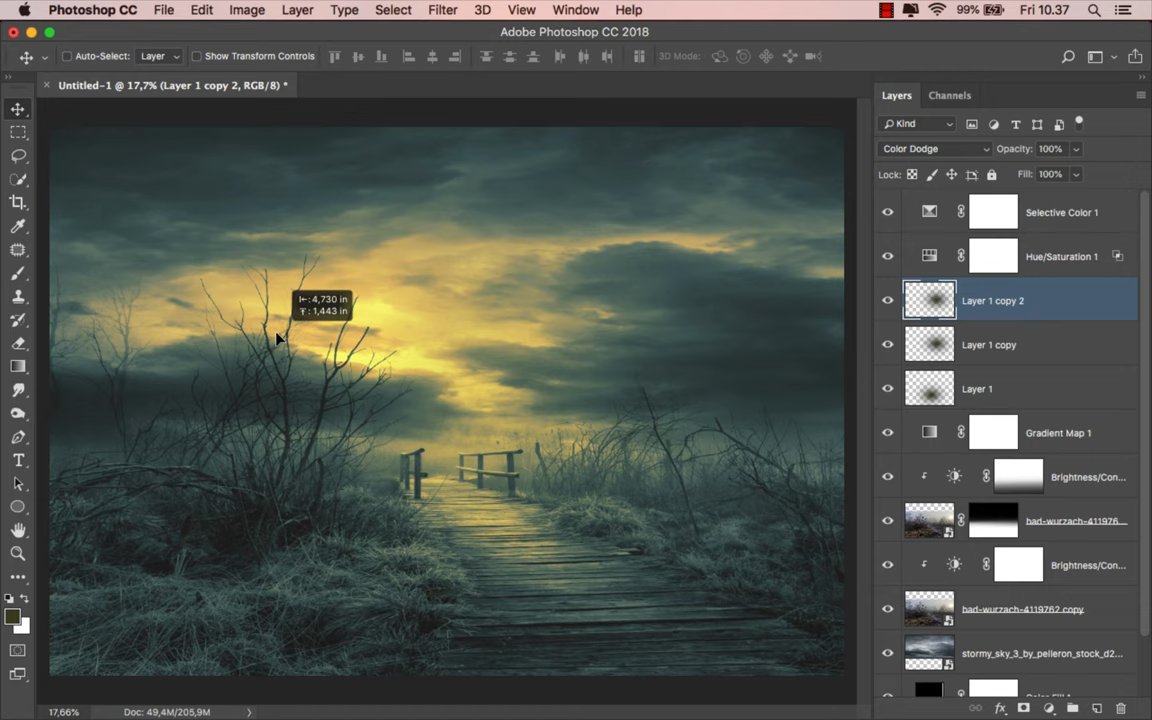 Photoshop CC File Edit Image Layer Type Select Filter 3D View Window Help 99% Fri 10.37
Adobe Photoshop CC 2018
Auto-Select: Layer Show Transform Controls 3D Mode:
× Untitled-1 @ 17,7% (Layer 1 copy 2, RGB/8) *
Layers Channels
Kind
Color Dodge Opacity: 100%
Lock: Fill: 100%
Selective Color 1
Hue/Saturation 1
Layer 1 copy 2
Layer 1 copy
Layer 1
Gradient Map 1
Brightness/Con...
bad-wurzach-411976...
Brightness/Con...
bad-wurzach-4119762 copy
stormy_sky_3_by_pelleron_stock_d2...
Color Fill 1
: 4,730 in
: 1,443 in
17,66% Doc: 49,4M/205,9M